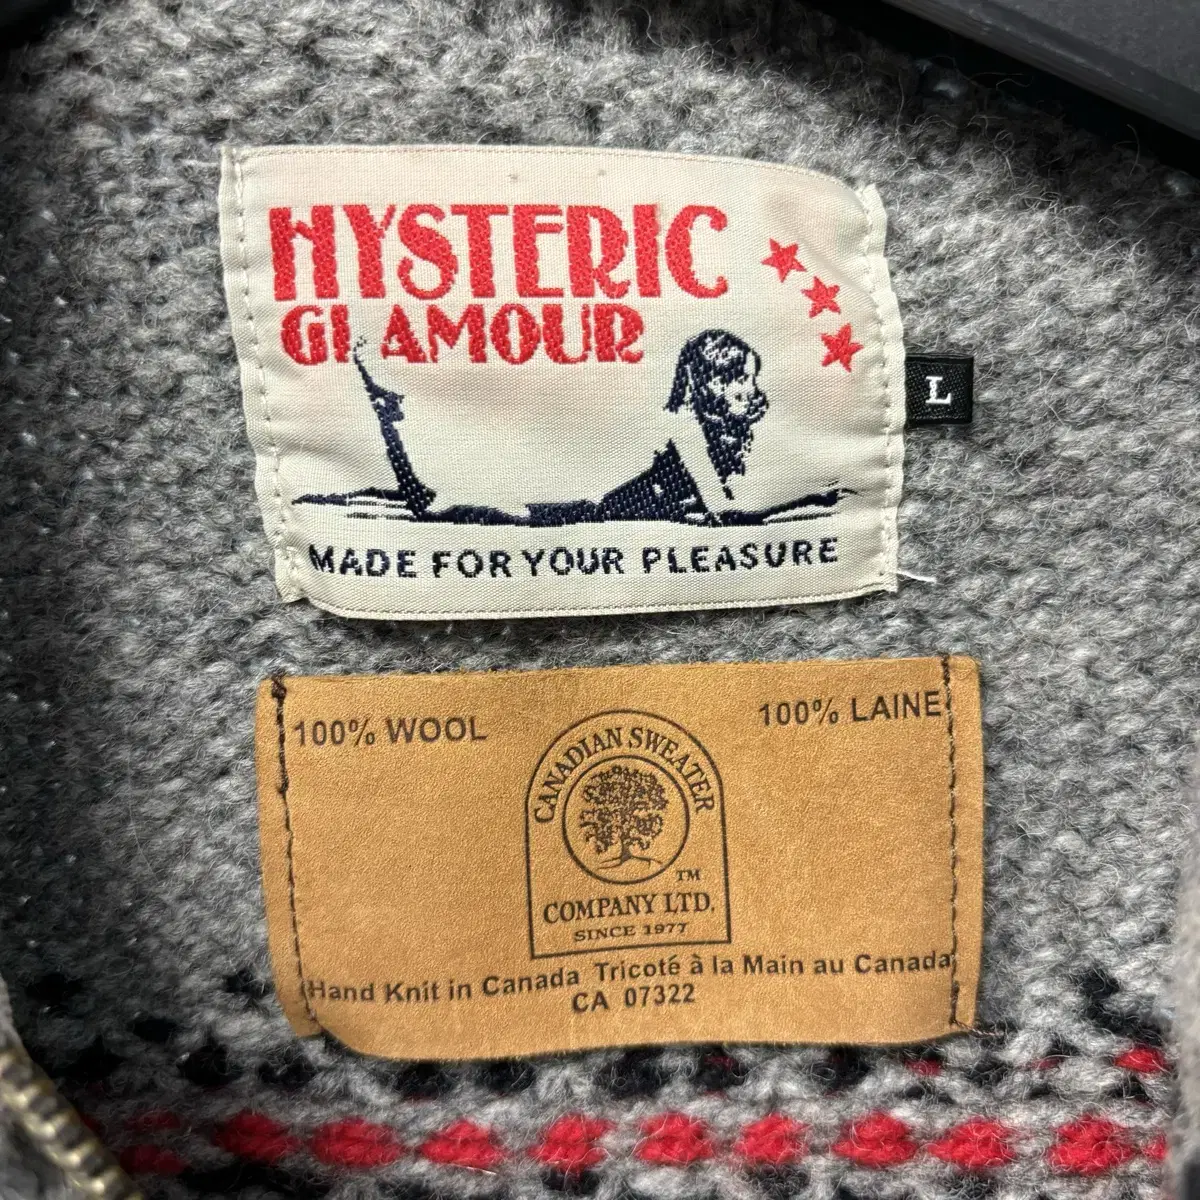 HYSTERIC
GLAMOUR
L
MADE FOR YOUR PLEASURE
100% WOOL
100% LAINE
CANADIAN SWEATER
TM
COMPANY LTD.
SINCE 1977
Hand Knit in Canada Tricoté à la Main au Canada
CA 07322